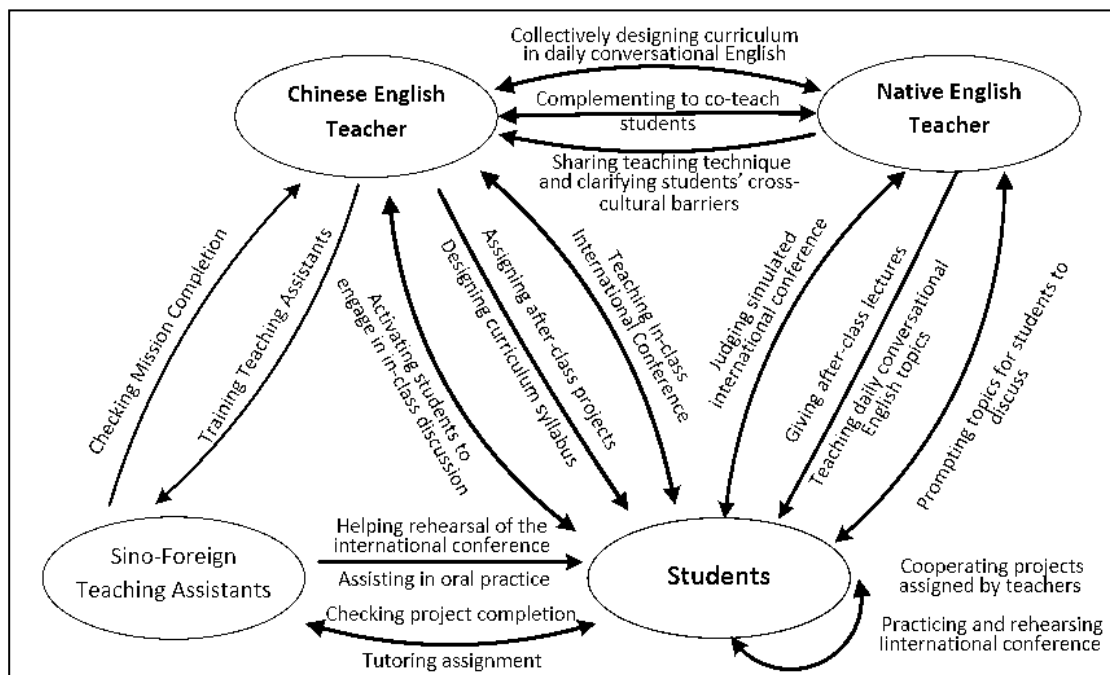 Collectively designing curriculum
in daily conversational English
Chinese English
Teacher
Complementing to co-teach
students
Native English
Teacher
Sharing teaching technique
and clarifying students' cross-
cultural barriers
Checking Mission Completion
Training Teaching Assistants
Activating students to
engage in in-class discussion
Assigning after-class projects
Designing curriculum syllabus
Teaching In-class
International Conference
Judging simulated
international conference
Giving after-class lectures
Teaching daily conversational
English topics
Prompting topics for students to
discuss
Sino-Foreign
Teaching Assistants
Helping rehearsal of the
international conference
Assisting in oral practice
Checking project completion
Tutoring assignment
Students
Cooperating projects
assigned by teachers
Practicing and rehearsing
Iinternational conference